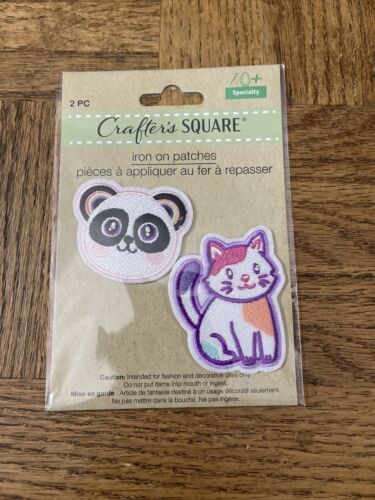 10+
Specialty
2 PC
Crafter's SQUARE®
iron on patches
pièces à appliquer au fer à repasser
Caution: Intended for fashion and decorative uses only.
Do not put items into mouth or ingest.
Mise en garde : Article de fantaisie destiné à un usage décoratif seulement.
Ne pas mettre dans la bouche. Ne pas ingérer.